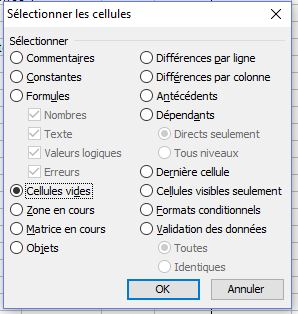 Sélectionner les cellules
Sélectionner
Commentaires
Constantes
Formules
Nombres
Texte
Valeurs logiques
Erreurs
Cellules vides
Zone en cours
Matrice en cours
Objets
Différences par ligne
Différences par colonne
Antécédents
Dépendants
Directs seulement
Tous niveaux
Dernière cellule
Cellules visibles seulement
Formats conditionnels
Validation des données
Toutes
Identiques
OK
Annuler